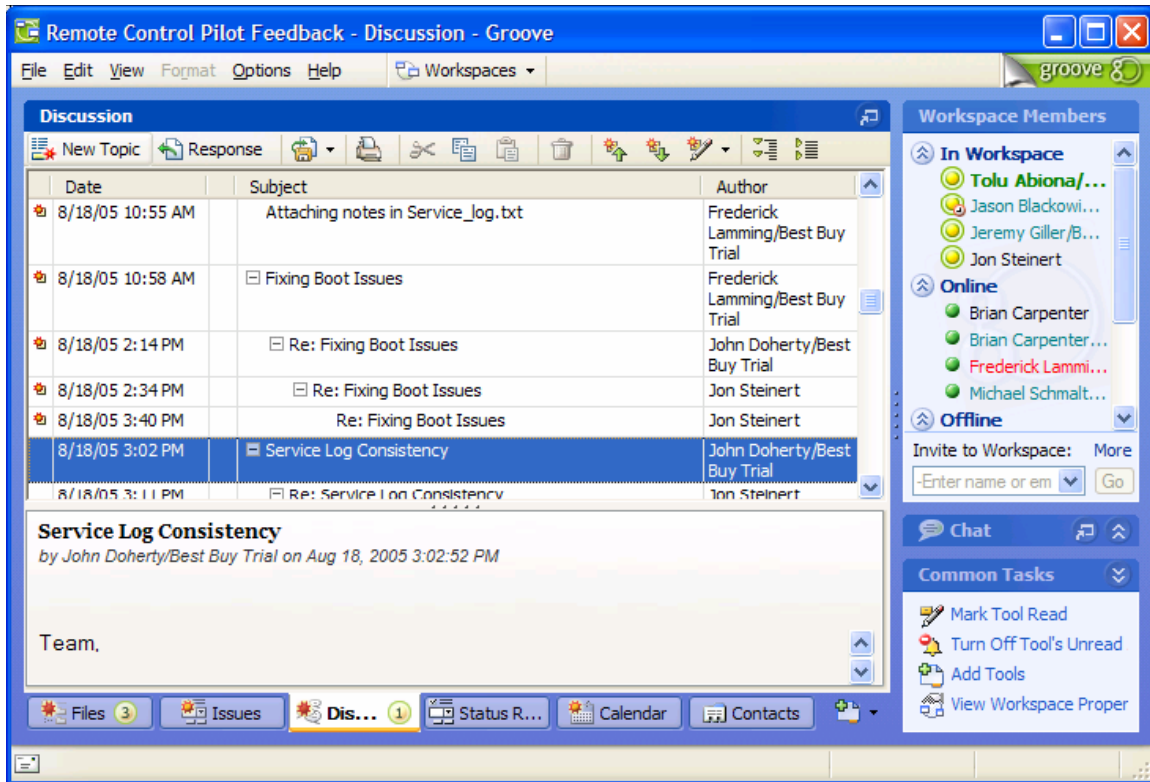 Remote Control Pilot Feedback - Discussion - Groove
File Edit View Format Options Help Workspaces
groove
Discussion
New Topic Response
Date Subject Author
8/18/05 10:55 AM Attaching notes in Service_log.txt Frederick
Lamming/Best Buy
Trial
8/18/05 10:58 AM Fixing Boot Issues Frederick
Lamming/Best Buy
Trial
8/18/05 2:14 PM Re: Fixing Boot Issues John Doherty/Best
Buy Trial
8/18/05 2:34 PM Re: Fixing Boot Issues Jon Steinert
8/18/05 3:40 PM Re: Fixing Boot Issues Jon Steinert
8/18/05 3:02 PM Service Log Consistency John Doherty/Best
Buy Trial
8/18/05 3:11 PM Re: Service Log Consistency Jon Steinert
Service Log Consistency
by John Doherty/Best Buy Trial on Aug 18, 2005 3:02:52 PM
Team,
Files 3 Issues Dis... 1 Status R... Calendar Contacts
Workspace Members
In Workspace
Tolu Abiona/...
Jason Blackowi...
Jeremy Giller/B...
Jon Steinert
Online
Brian Carpenter
Brian Carpenter...
Frederick Lammi...
Michael Schmalt...
Offline
Invite to Workspace: More
-Enter name or em Go
Chat
Common Tasks
Mark Tool Read
Turn Off Tool's Unread
Add Tools
View Workspace Proper